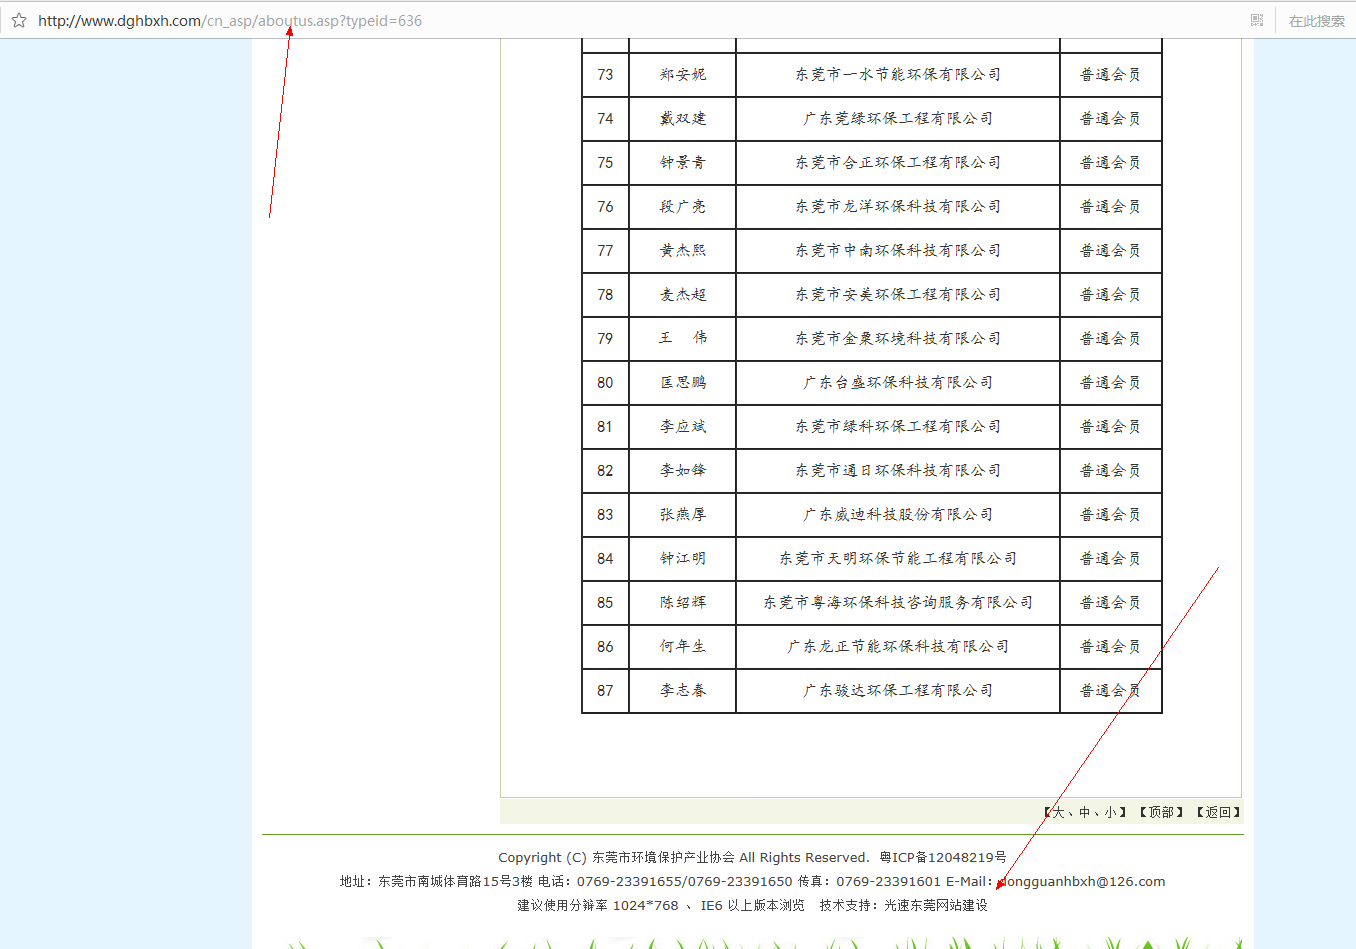 http://www.dghbxh.com/cn_asp/aboutus.asp?typeid=636 在此搜索
73 郑安妮 东莞市一水节能环保有限公司 普通会员
74 戴双建 广东莞绿环保工程有限公司 普通会员
75 钟景青 东莞市合正环保工程有限公司 普通会员
76 段广亮 东莞市龙洋环保科技有限公司 普通会员
77 黄杰熙 东莞市中南环保科技有限公司 普通会员
78 麦杰超 东莞市安美环保工程有限公司 普通会员
79 王 伟 东莞市金粟环境科技有限公司 普通会员
80 匡思鹏 广东台盛环保科技有限公司 普通会员
81 李应斌 东莞市绿科环保工程有限公司 普通会员
82 李如锋 东莞市通日环保科技有限公司 普通会员
83 张燕厚 广东威迪科技股份有限公司 普通会员
84 钟江明 东莞市天明环保节能工程有限公司 普通会员
85 陈绍辉 东莞市粤海环保科技咨询服务有限公司 普通会员
86 何年生 广东龙正节能环保科技有限公司 普通会员
87 李志春 广东骏达环保工程有限公司 普通会员
【大、中、小】 【顶部】 【返回】
Copyright (C) 东莞市环境保护产业协会 All Rights Reserved. 粤ICP备12048219号
地址：东莞市南城体育路15号3楼 电话：0769-23391655/0769-23391650 传真：0769-23391601 E-Mail：dongguanhbxh@126.com
建议使用分辩率 1024*768 、 IE6 以上版本浏览 技术支持：光速东莞网站建设